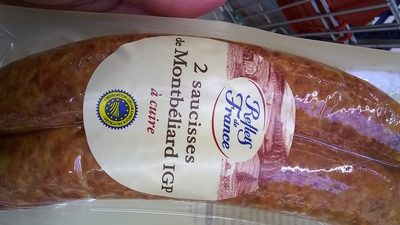 Reflets
de
France
2 saucisses
de Montbéliard IGP
à cuire